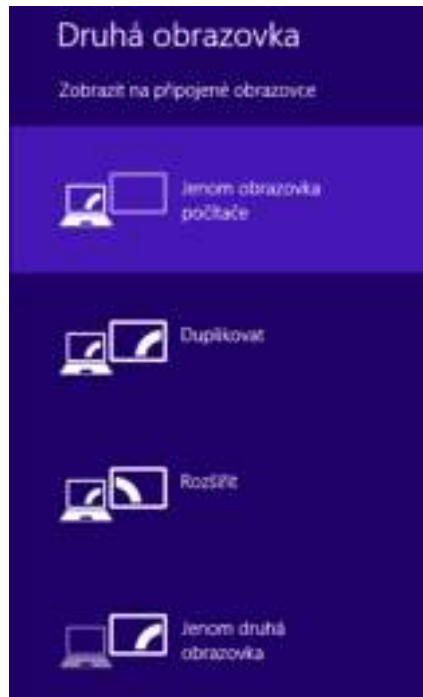 Druhá obrazovka
Zobrazit na připojené obrazovce
Jenom obrazovka
počítače
Duplikovat
Rozšířit
Jenom druhá
obrazovka